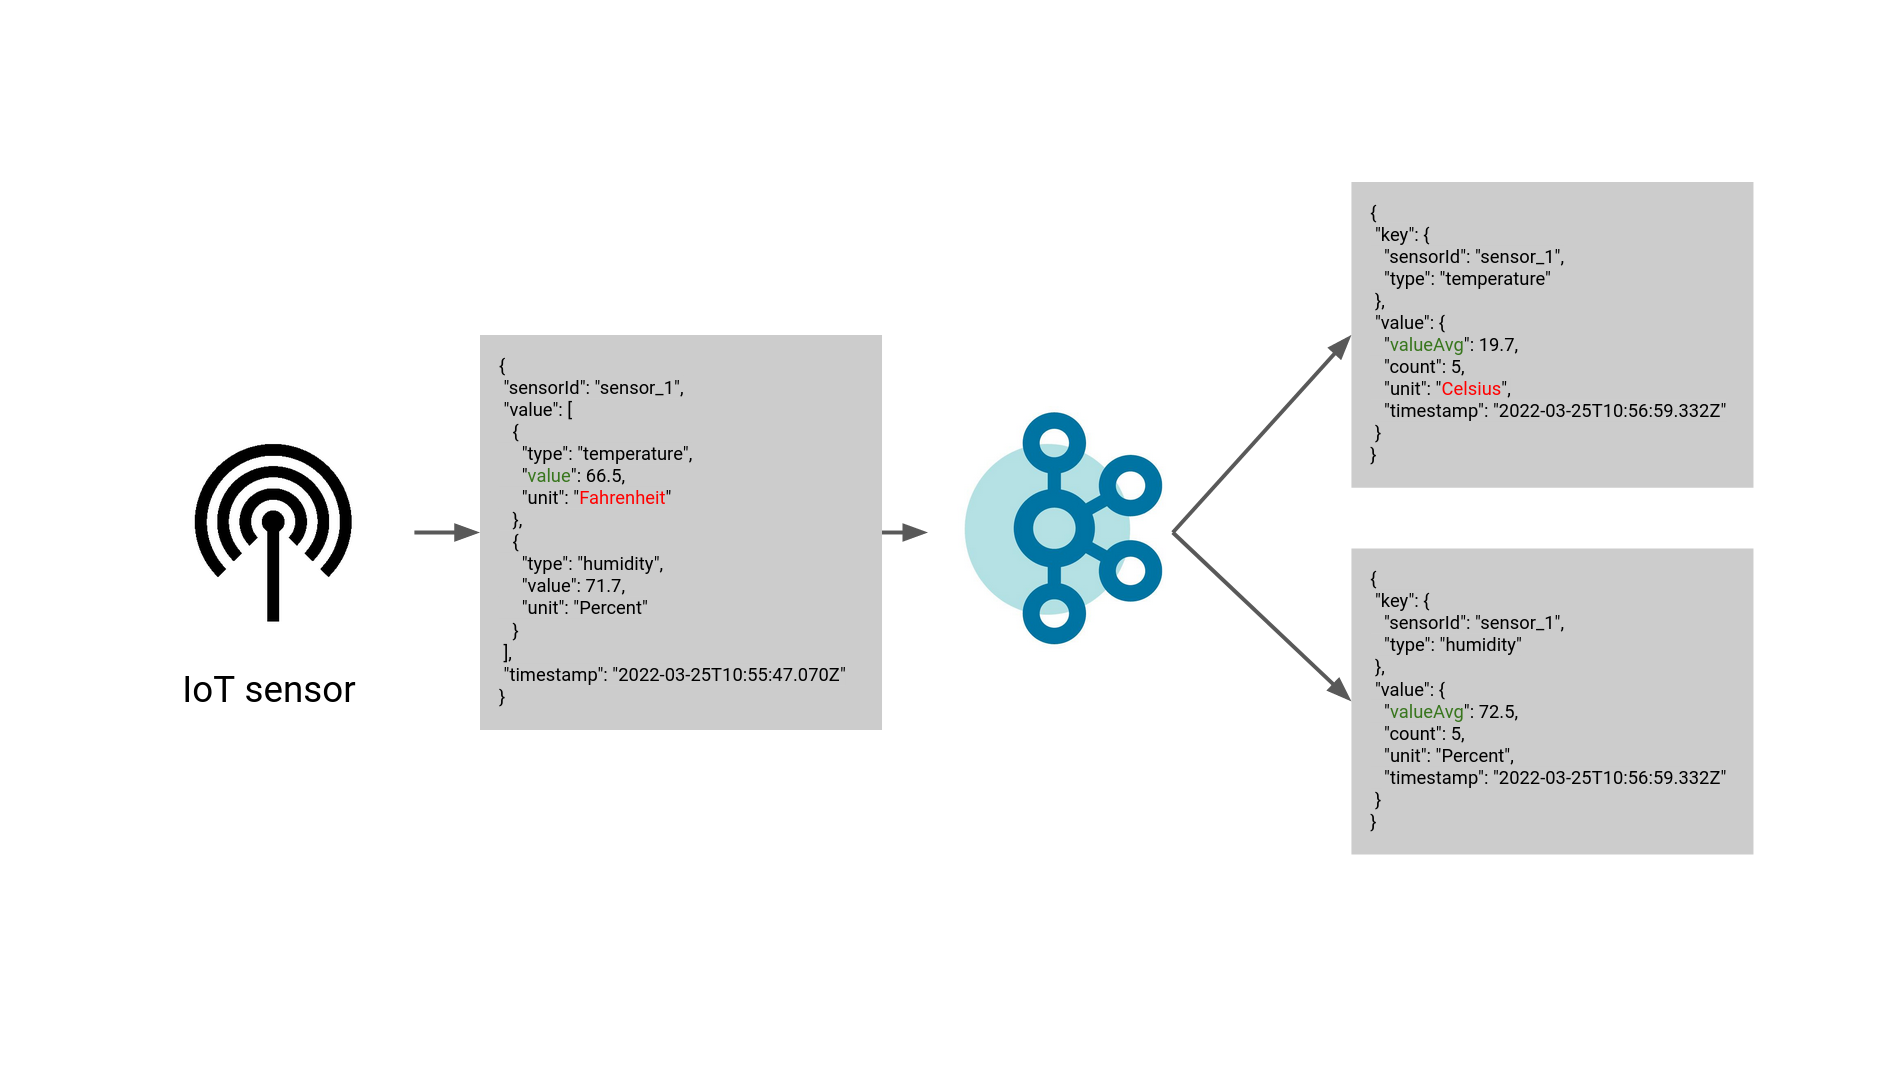 IoT sensor
{
"sensorId": "sensor_1",
"value": [
{
"type": "temperature",
"value": 66.5,
"unit": "Fahrenheit"
},
{
"type": "humidity",
"value": 71.7,
"unit": "Percent"
}
],
"timestamp": "2022-03-25T10:55:47.070Z"
}
{
"key": {
"sensorId": "sensor_1",
"type": "temperature"
},
"value": {
"valueAvg": 19.7,
"count": 5,
"unit": "Celsius",
"timestamp": "2022-03-25T10:56:59.332Z"
}
}
{
"key": {
"sensorId": "sensor_1",
"type": "humidity"
},
"value": {
"valueAvg": 72.5,
"count": 5,
"unit": "Percent",
"timestamp": "2022-03-25T10:56:59.332Z"
}
}